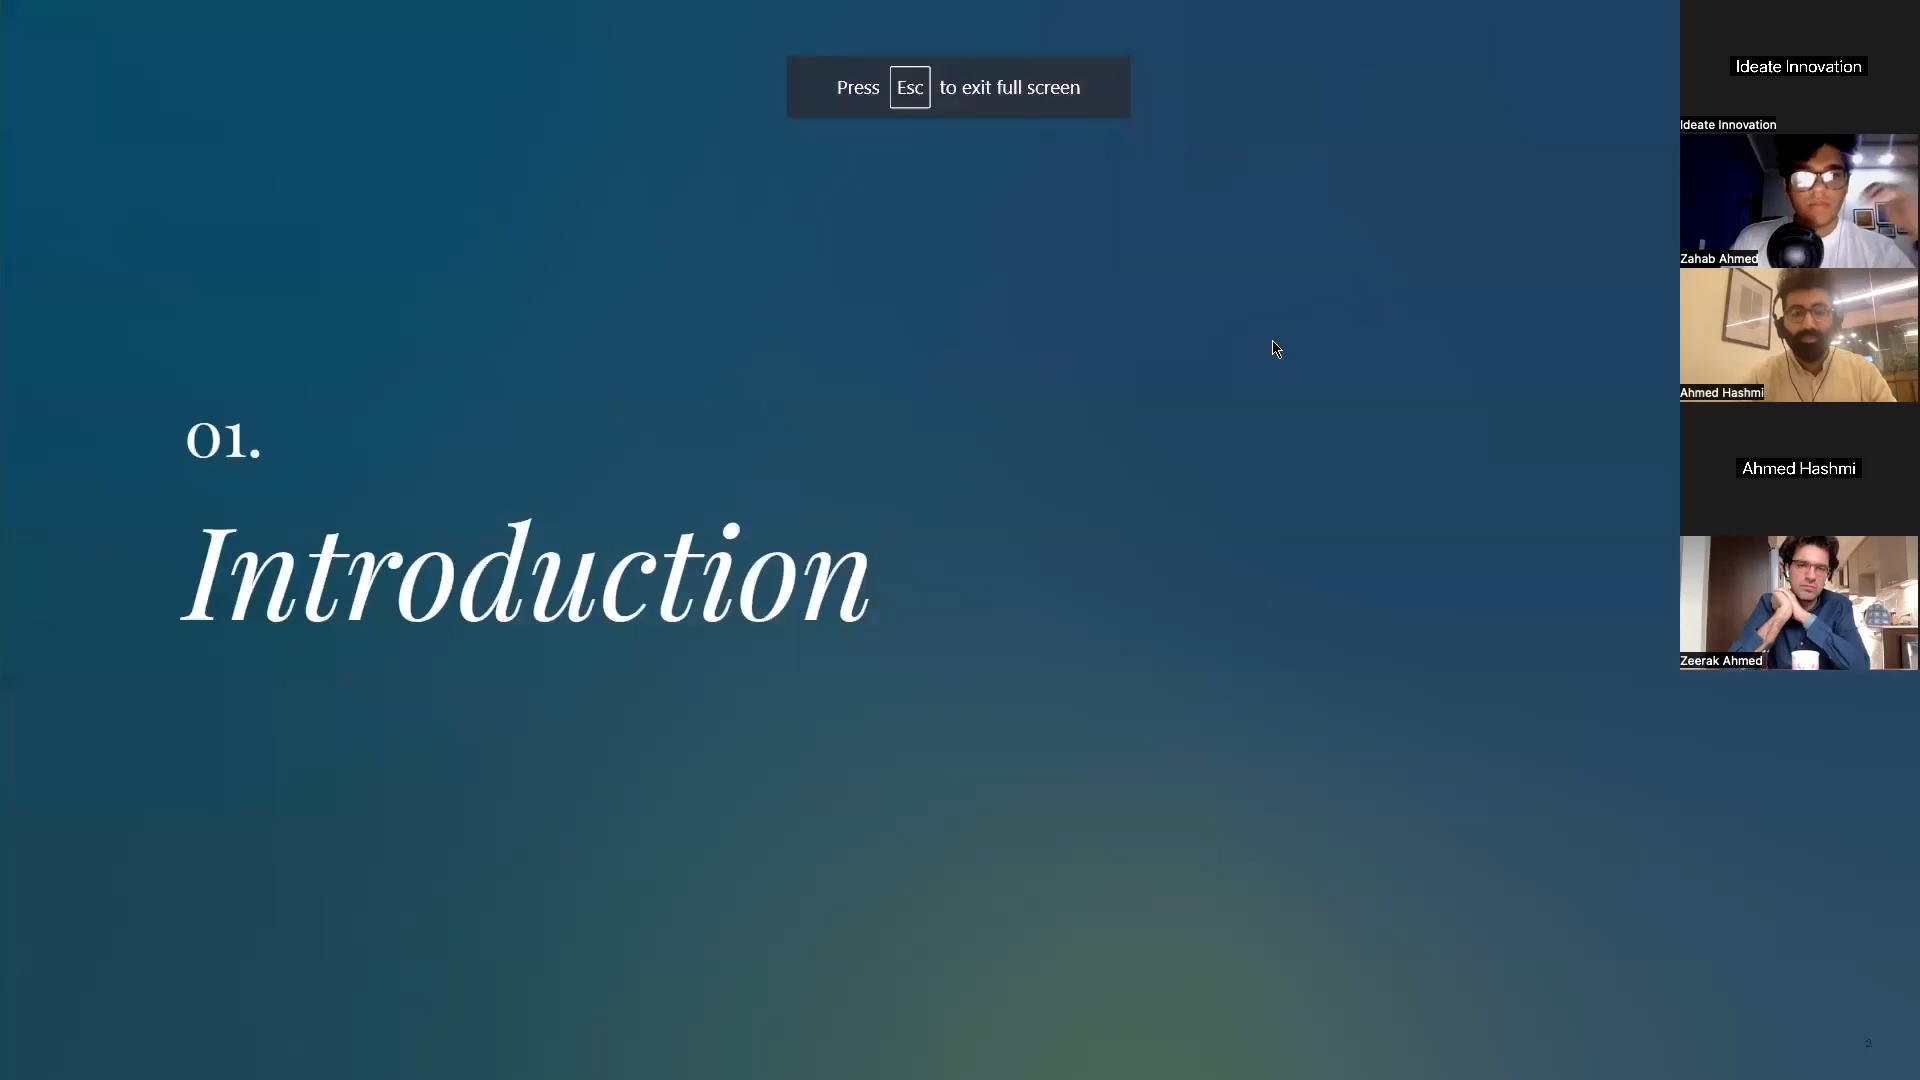 Press Esc to exit full screen
01.
Introduction
Ideate Innovation
Ideate Innovation
Zahab Ahmed
Ahmed Hashmi
Ahmed Hashmi
Zeerak Ahmed
2